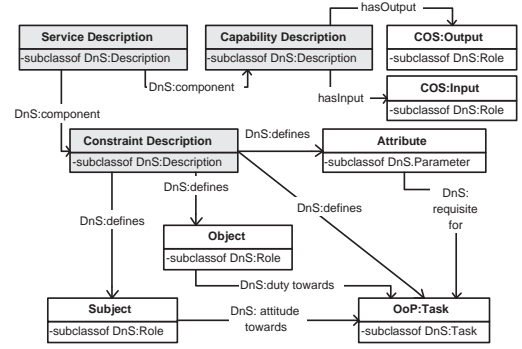 hasOutput
Service Description
-subclassof DnS:Description
Capability Description
-subclassof DnS:Description
COS:Output
-subclassof DnS:Role
DnS:component
hasInput
COS:Input
-subclassof DnS:Role
DnS:component
Constraint Description
-subclassof DnS:Description
DnS:defines
Attribute
-subclassof DnS.Parameter
DnS:defines
DnS:defines
DnS:defines
DnS:
requisite
for
Object
-subclassof DnS:Role
DnS:duty towards
Subject
-subclassof DnS:Role
DnS: attitude
towards
OoP:Task
-subclassof DnS:Task